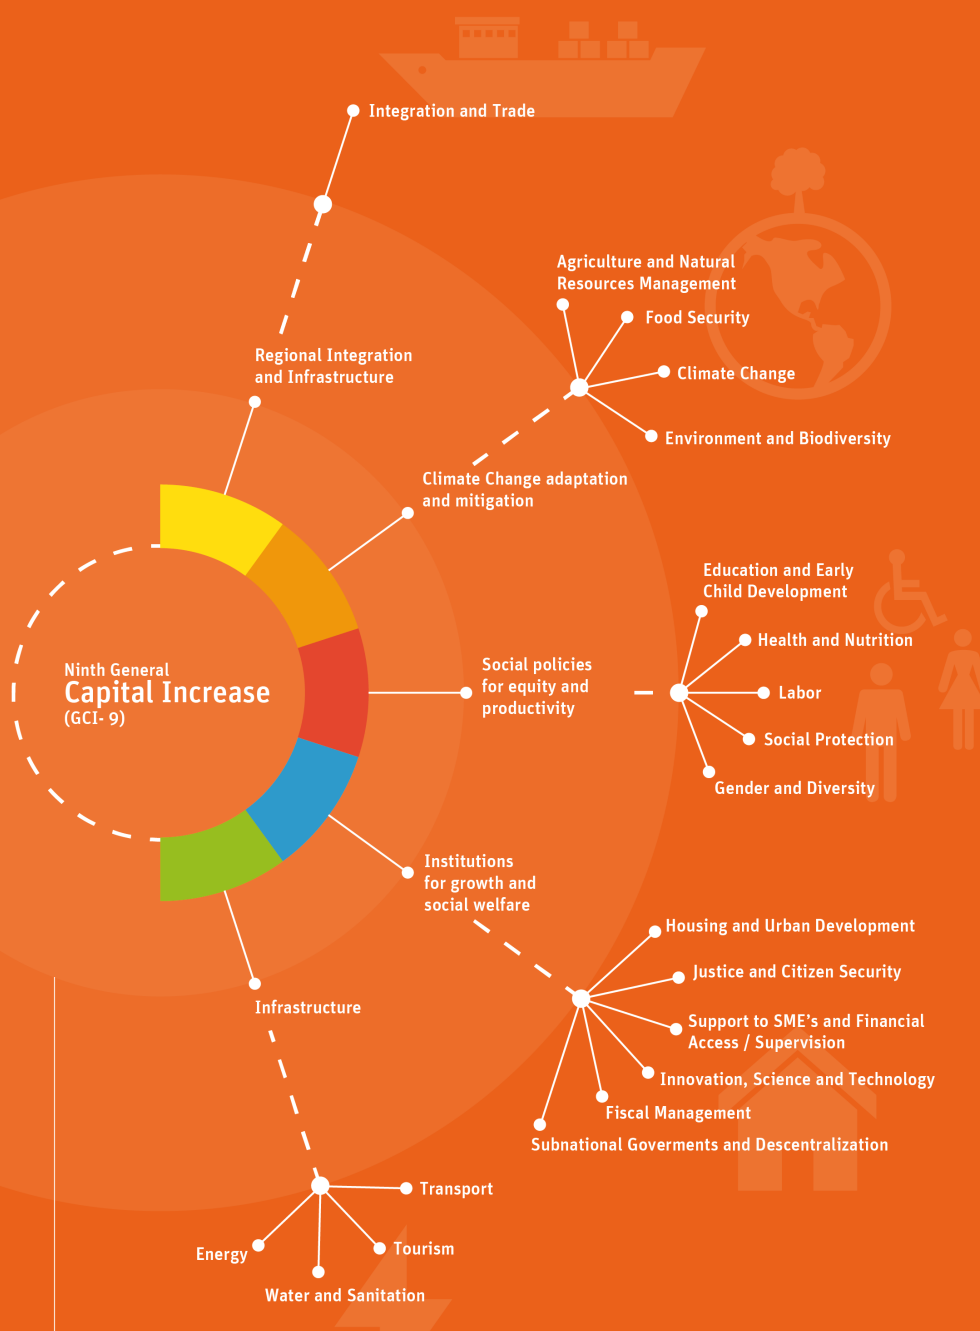 Integration and Trade
Regional Integration
and Infrastructure
Agriculture and Natural
Resources Management
Food Security
Climate Change
Environment and Biodiversity
Climate Change adaptation
and mitigation
Education and Early
Child Development
Health and Nutrition
Labor
Social Protection
Gender and Diversity
Social policies
for equity and
productivity
Ninth General
Capital Increase
(GCI- 9)
Institutions
for growth and
social welfare
Housing and Urban Development
Justice and Citizen Security
Support to SME's and Financial
Access / Supervision
Innovation, Science and Technology
Fiscal Management
Subnational Goverments and Descentralization
Infrastructure
Transport
Tourism
Energy
Water and Sanitation